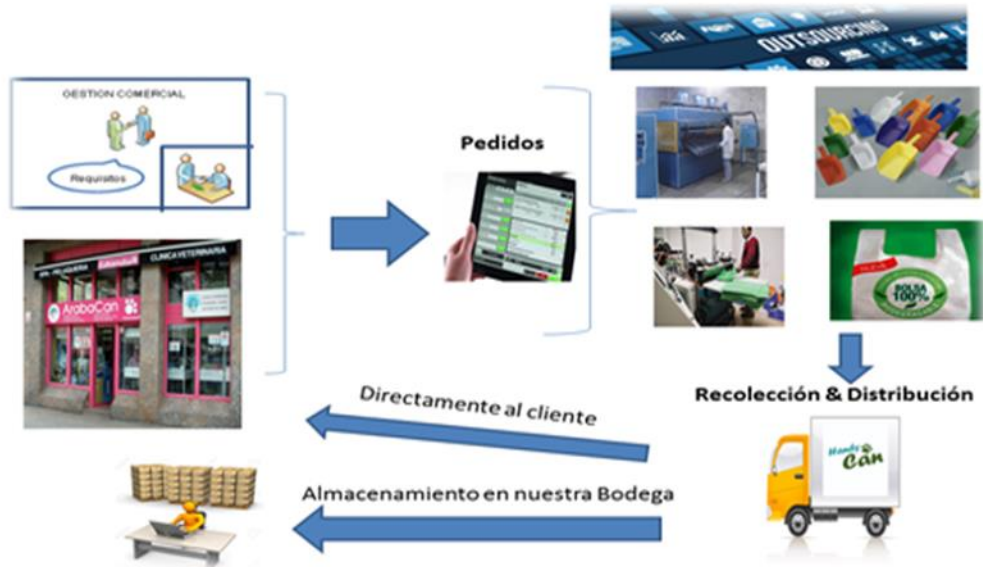 GESTION COMERCIAL
Requisitos
Pedidos
OUTSOURCING
CLINICA VETERINARIA
ArabaCan
BOLSA
100%
Recolección & Distribución
Handy
Can
Directamente al cliente
Almacenamiento en nuestra Bodega